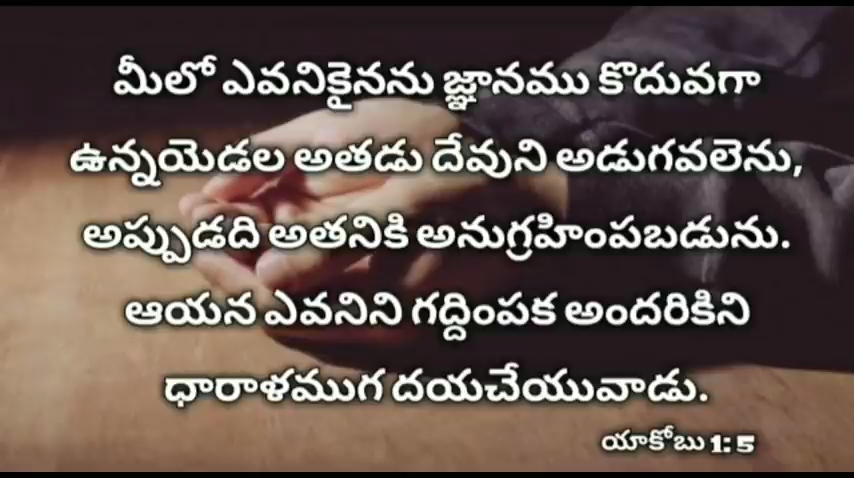 మీలో ఎవనికైనను జ్ఞానము కొదువగా
ఉన్నయెడల అతడు దేవుని అడుగవలెను,
అప్పుడది అతనికి అనుగ్రహింపబడును.
ఆయన ఎవనిని గద్దింపక అందరికిని
ధారాళముగ దయచేయువాడు.
యాకోబు 1: 5